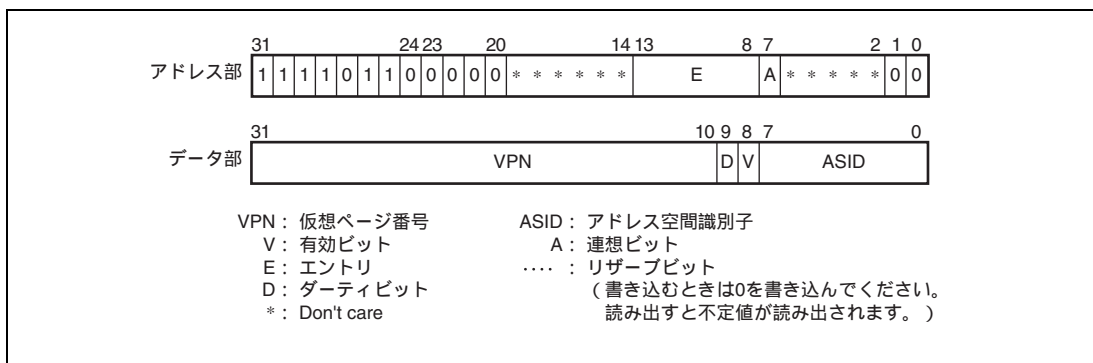 31 24 23 20 14 13 8 7 2 1 0
アドレス部 1 1 1 1 0 1 1 0 0 0 0 0 * * * * * * E A * * * * * 0 0
31 10 9 8 7 0
データ部 VPN D V ASID
VPN： 仮想ページ番号 ASID： アドレス空間識別子
V： 有効ビット A： 連想ビット
E： エントリ ‥‥ ： リザーブビット
D： ダーティビット （書き込むときは0を書き込んでください。
*： Don't care 読み出すと不定値が読み出されます。）